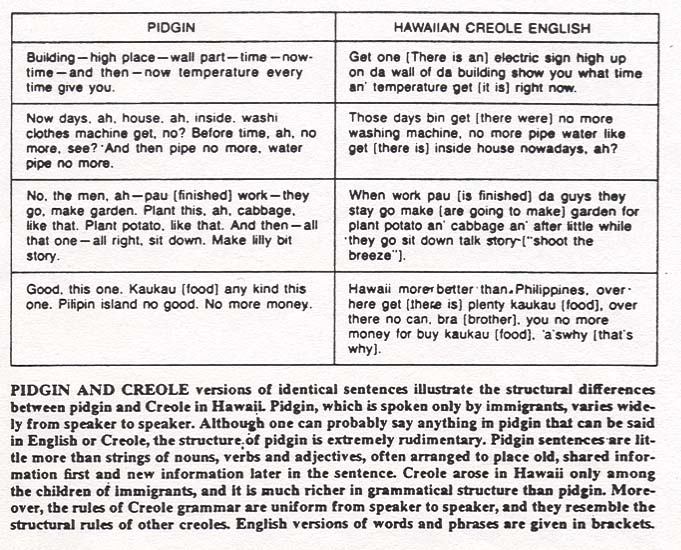 PIDGIN
HAWAIIAN CREOLE ENGLISH
Building—high place—wall part—time—now-
time—and then—now temperature every
time give you.
Get one [There is an] electric sign high up
on da wall of da building show you what time
an' temperature get [it is] right now.
Now days, ah, house, ah, inside, washi
clothes machine get, no? Before time, ah, no
more, see? And then pipe no more, water
pipe no more.
Those days bin get [there were] no more
washing machine, no more pipe water like
get [there is] inside house nowadays, ah?
No, the men, ah—pau [finished] work—they
go, make garden. Plant this, ah, cabbage,
like that. Plant potato, like that. And then—all
that one—all right, sit down. Make lilly bit
story.
When work pau [is finished] da guys they
stay go make [are going to make] garden for
plant potato an' cabbage an' after little while
they go sit down talk story ["shoot the
breeze"].
Good, this one. Kaukau [food] any kind this
one. Pilipin island no good. No more money.
Hawaii more better than Philippines, over
here get [there is] plenty kaukau [food], over
there no can, bra [brother], you no more
money for buy kaukau [food], 'a'swhy [that's
why].
PIDGIN AND CREOLE versions of identical sentences illustrate the structural differences
between pidgin and Creole in Hawaii. Pidgin, which is spoken only by immigrants, varies wide-
ly from speaker to speaker. Although one can probably say anything in pidgin that can be said
in English or Creole, the structure of pidgin is extremely rudimentary. Pidgin sentences are lit-
tle more than strings of nouns, verbs and adjectives, often arranged to place old, shared infor-
mation first and new information later in the sentence. Creole arose in Hawaii only among
the children of immigrants, and it is much richer in grammatical structure than pidgin. More-
over, the rules of Creole grammar are uniform from speaker to speaker, and they resemble the
structural rules of other creoles. English versions of words and phrases are given in brackets.